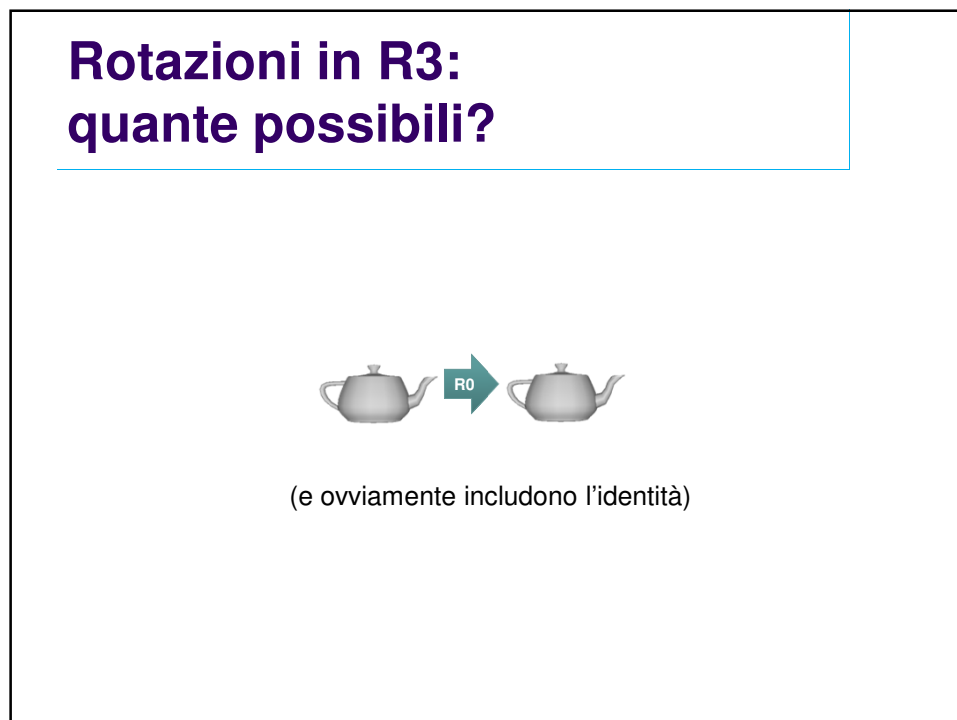 Rotazioni in R3:
quante possibili?
R0
(e ovviamente includono l'identità)